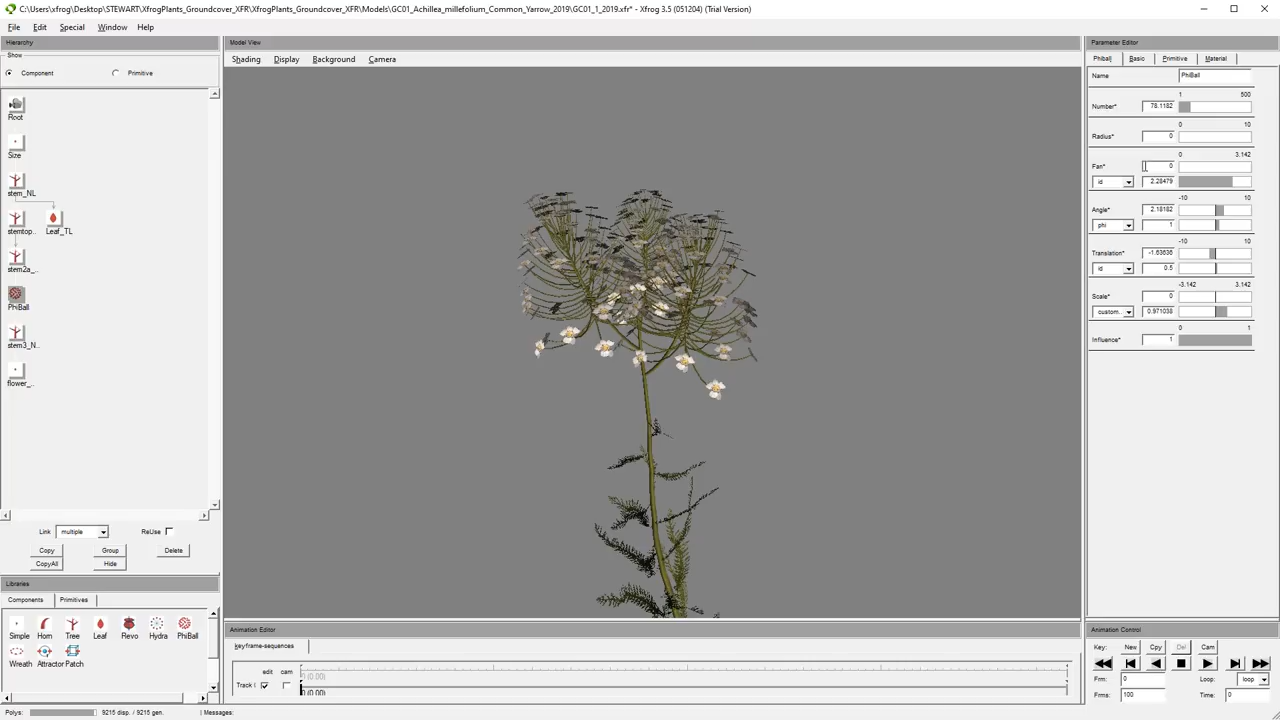 C:\Users\xfrog\Desktop\STEWART\XfrogPlants_Groundcover_XFR\XfrogPlants_Groundcover_XFR\Models\GC01_Achillea_millefolium_Common_Yarrow_2019\GC01_1_2019.xfr* - Xfrog 3.5 (051204) (Trial Version)
File Edit Special Window Help
Hierarchy
Show
Component Primitive
Root
Size
stem_NL
stemtop.. Leaf_TL
stem2a_..
PhiBall
stem3_N..
flower_..
Link multiple ReUse
Copy Group Delete
CopyAll Hide
Libraries
Components Primitives
Simple Horn Tree Leaf Revo Hydra PhiBall
Wreath Attractor Patch
Polys: 9215 disp. / 9215 gen. Messages:
Model View
Shading Display Background Camera
Animation Editor
Keyframe-sequences
edit cam
0 (0.00)
Track (
0 (0.00)
Parameter Editor
Phiball Basic Primitive Material
Name PhiBall
1 500
Number* 78.1182
0 10
Radius* 0
0 3.142
Fan* 0
id 2.28479
-10 10
Angle* 2.18182
phi 1
-10 10
Translation* -1.63636
id 0.5
-3.142 3.142
Scale* 0
custom.. 0.971038
0 1
Influence* 1
Animation Control
Key: New Cpy Del Cam
Frm: 0 Loop: loop
Frms: 100 Time: 0